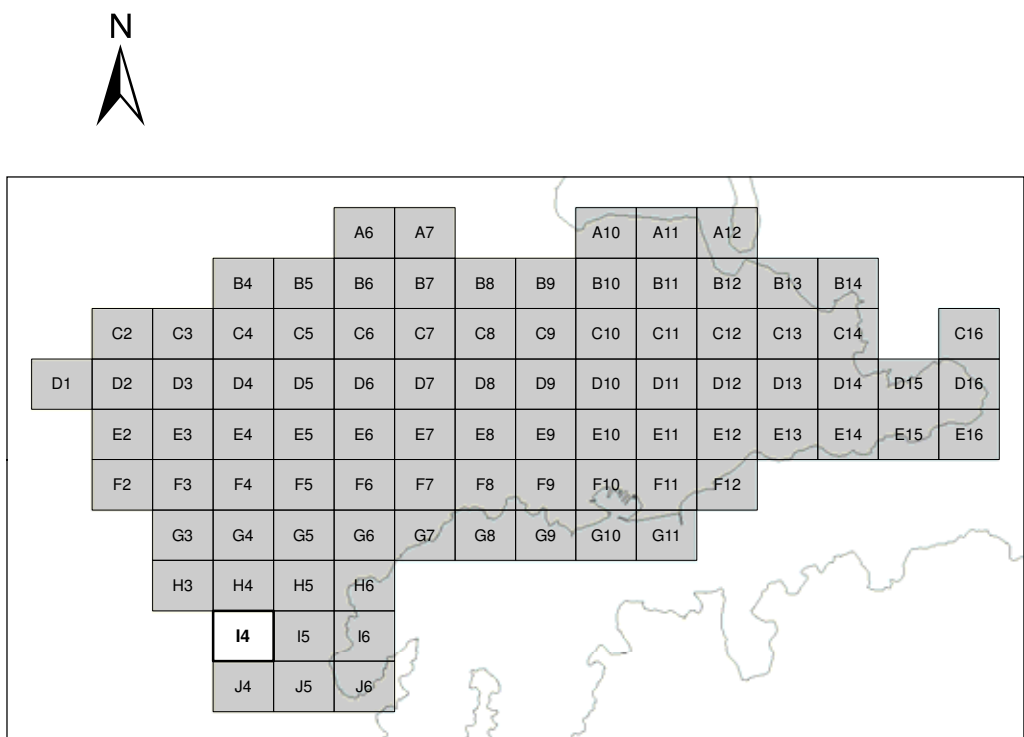 N
A6 A7 A10 A11 A12
B4 B5 B6 B7 B8 B9 B10 B11 B12 B13 B14
C2 C3 C4 C5 C6 C7 C8 C9 C10 C11 C12 C13 C14 C16
D1 D2 D3 D4 D5 D6 D7 D8 D9 D10 D11 D12 D13 D14 D15 D16
E2 E3 E4 E5 E6 E7 E8 E9 E10 E11 E12 E13 E14 E15 E16
F2 F3 F4 F5 F6 F7 F8 F9 F10 F11 F12
G3 G4 G5 G6 G7 G8 G9 G10 G11
H3 H4 H5 H6
I4 I5 I6
J4 J5 J6